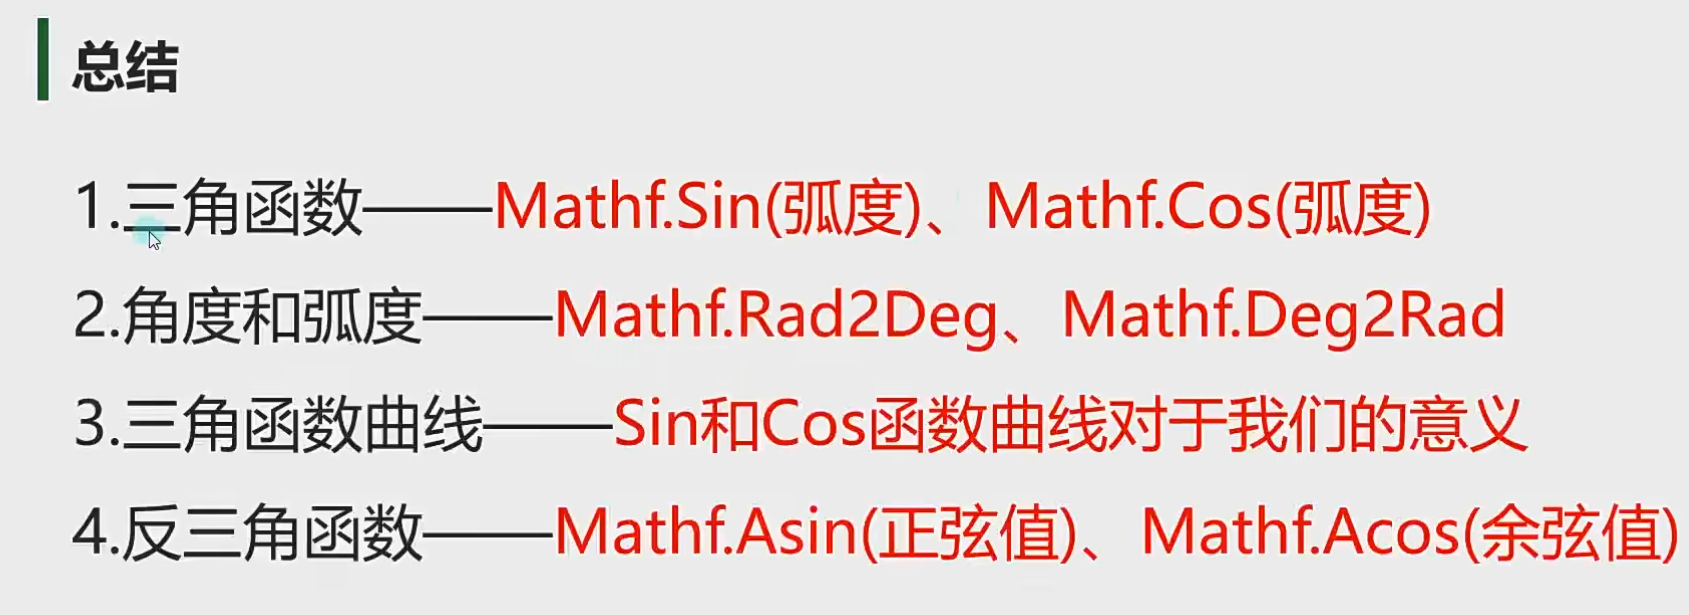 总结
1.三角函数——Mathf.Sin(弧度)、Mathf.Cos(弧度)
2.角度和弧度——Mathf.Rad2Deg、Mathf.Deg2Rad
3.三角函数曲线——Sin和Cos函数曲线对于我们的意义
4.反三角函数——Mathf.Asin(正弦值)、Mathf.Acos(余弦值)